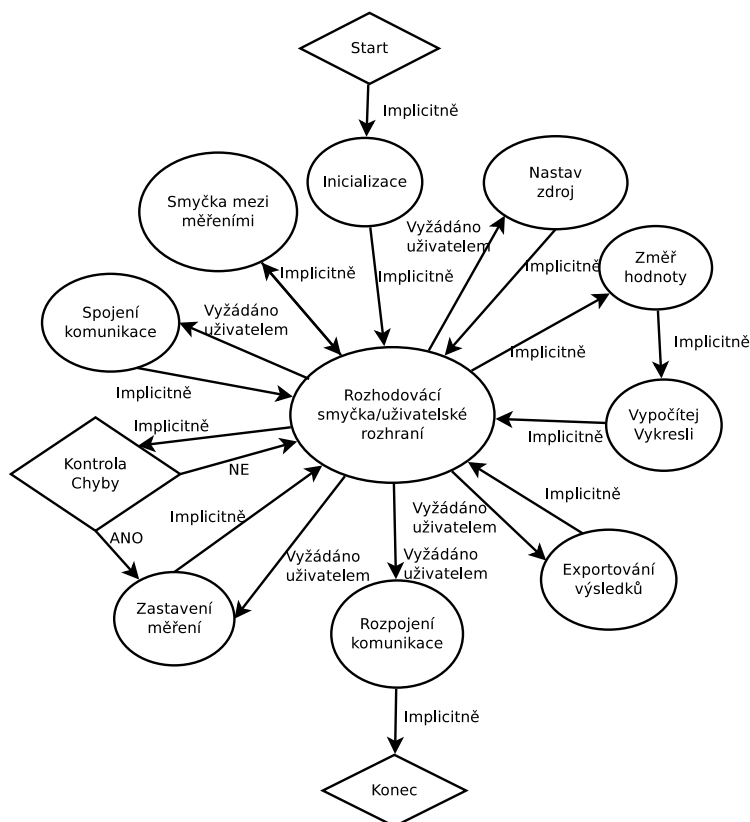 Start
Implicitně
Inicializace
Nastav
zdroj
Smyčka mezi
měřeními
Vyžádáno
uživatelem
Změř
hodnoty
Implicitně
Implicitně
Implicitně
Spojení
komunikace
Vyžádáno
uživatelem
Implicitně
Implicitně
Implicitně
Rozhodovácí
smyčka/uživatelské
rozhraní
Vypočítej
Vykresli
Implicitně
Implicitně
Kontrola
Chyby
NE
Implicitně
Vyžádáno
uživatelem
Implicitně
ANO
Vyžádáno
uživatelem
Vyžádáno
uživatelem
Exportování
výsledků
Zastavení
měření
Rozpojení
komunikace
Implicitně
Konec